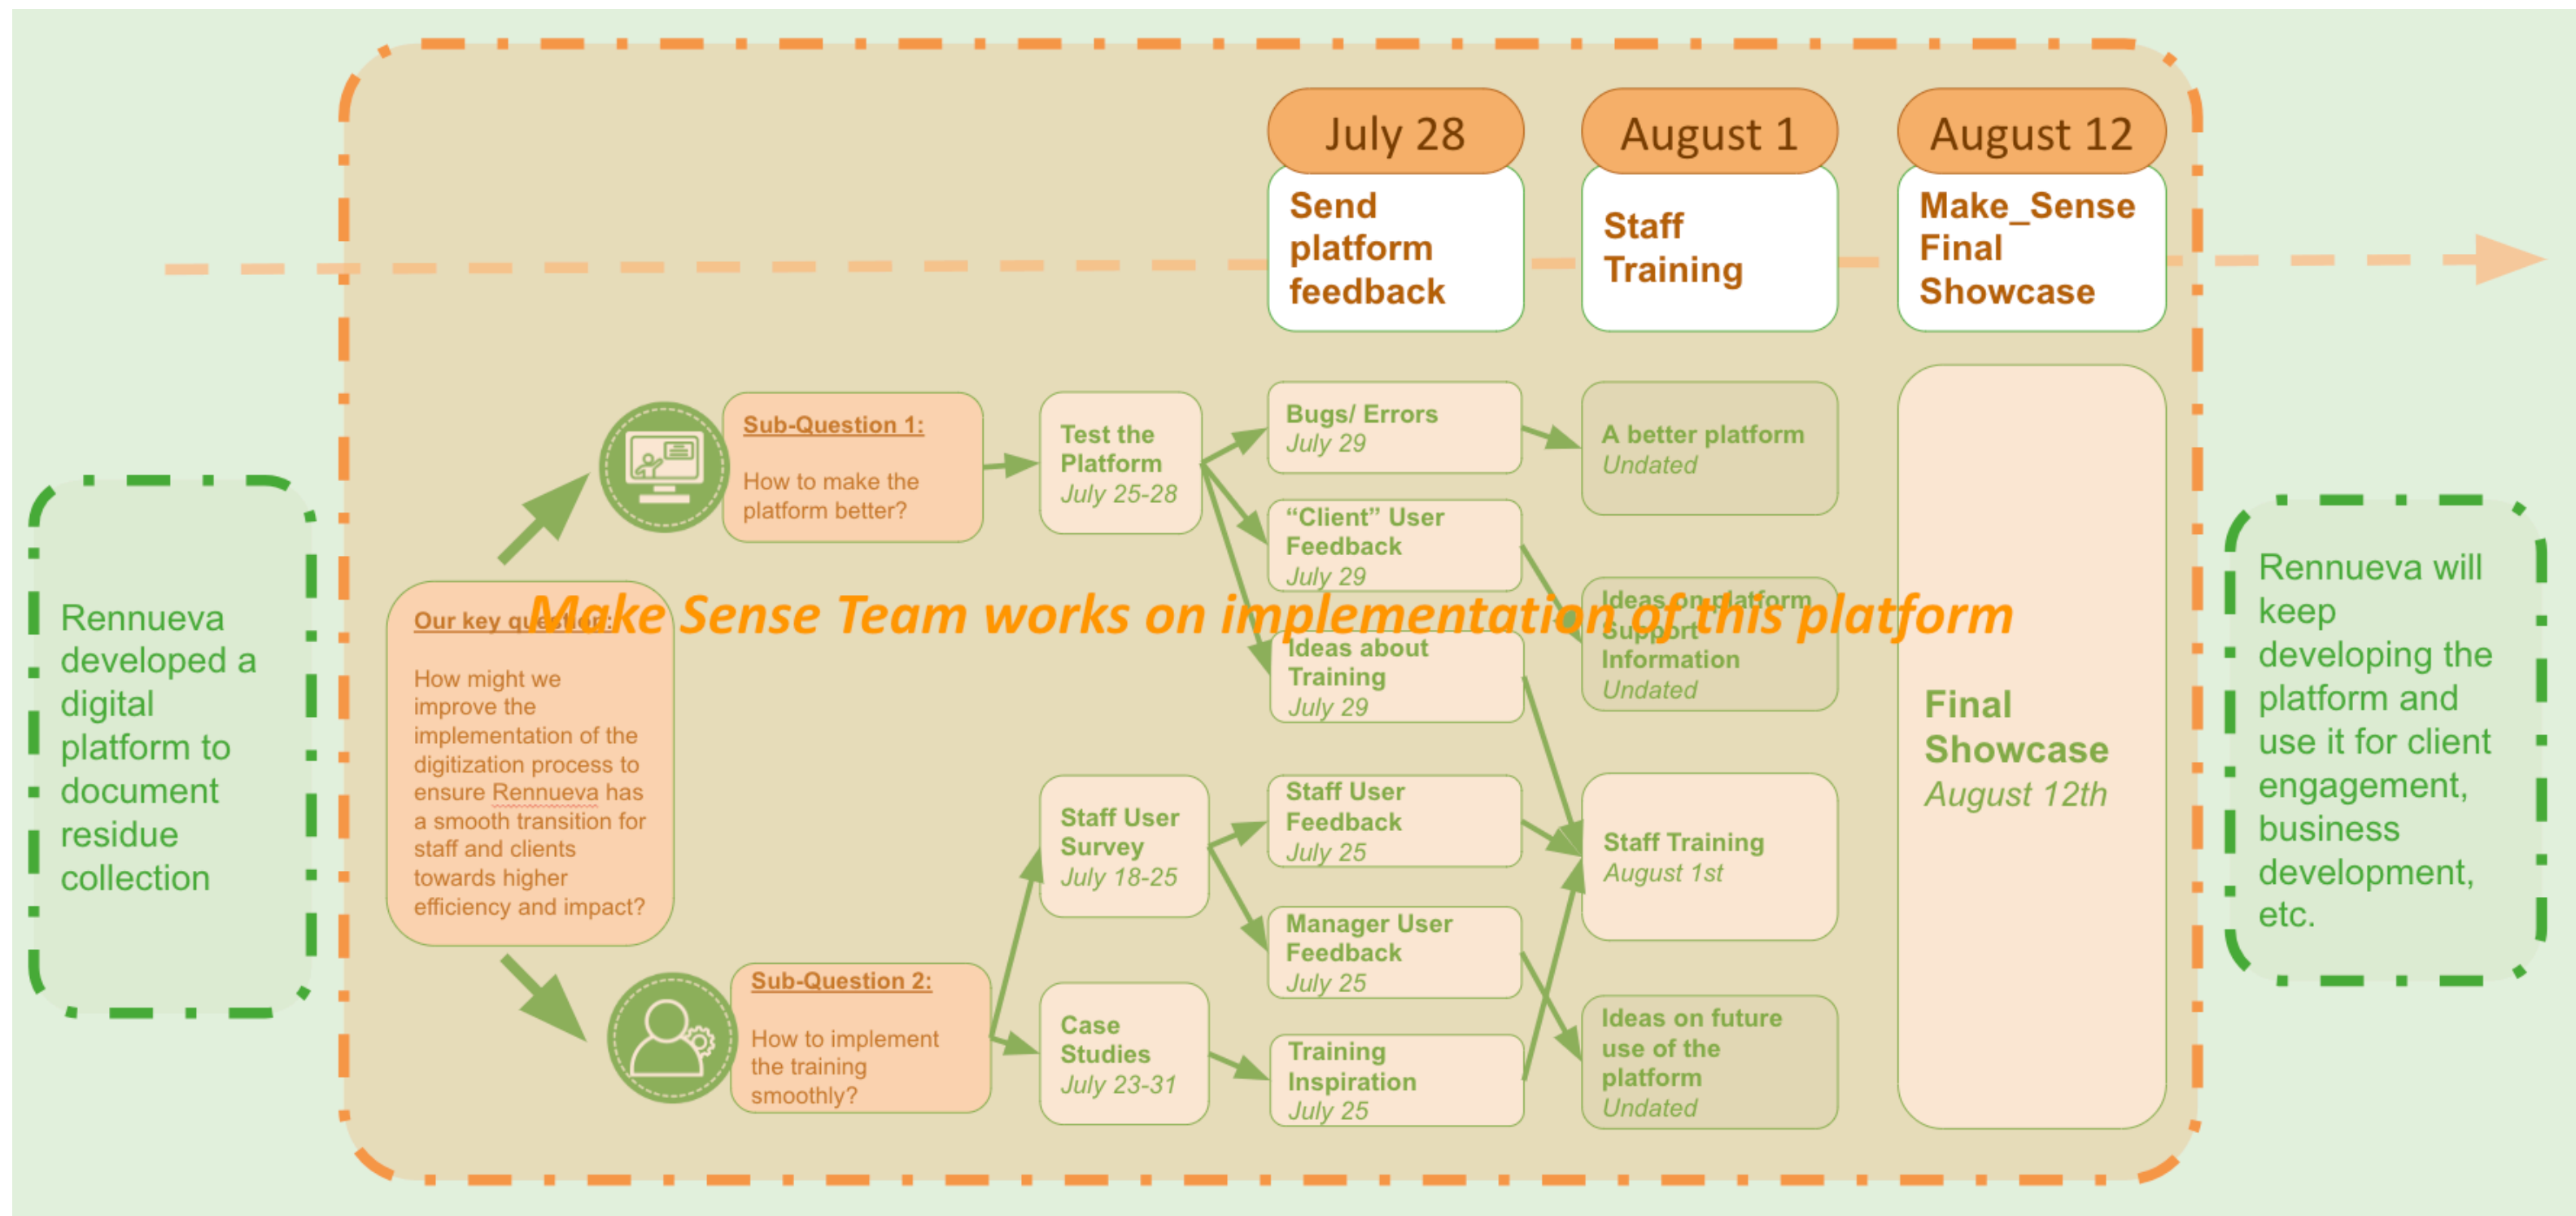 July 28
August 1
August 12
Send
platform
feedback
Staff
Training
Make_Sense
Final
Showcase
Rennueva
developed a
digital
platform to
document
residue
collection
Make Sense Team works on implementation of this platform
Our key question:
How might we
improve the
implementation of the
digitization process to
ensure Rennueva has
a smooth transition for
staff and clients
towards higher
efficiency and impact?
Sub-Question 1:
How to make the
platform better?
Test the
Platform
July 25-28
Bugs/ Errors
July 29
“Client” User
Feedback
July 29
Ideas about
Training
July 29
A better platform
Undated
Ideas on platform
Support
Information
Undated
Sub-Question 2:
How to implement
the training
smoothly?
Staff User
Survey
July 18-25
Case
Studies
July 23-31
Staff User
Feedback
July 25
Manager User
Feedback
July 25
Training
Inspiration
July 25
Staff Training
August 1st
Ideas on future
use of the
platform
Undated
Final
Showcase
August 12th
Rennueva will
keep
developing the
platform and
use it for client
engagement,
business
development,
etc.